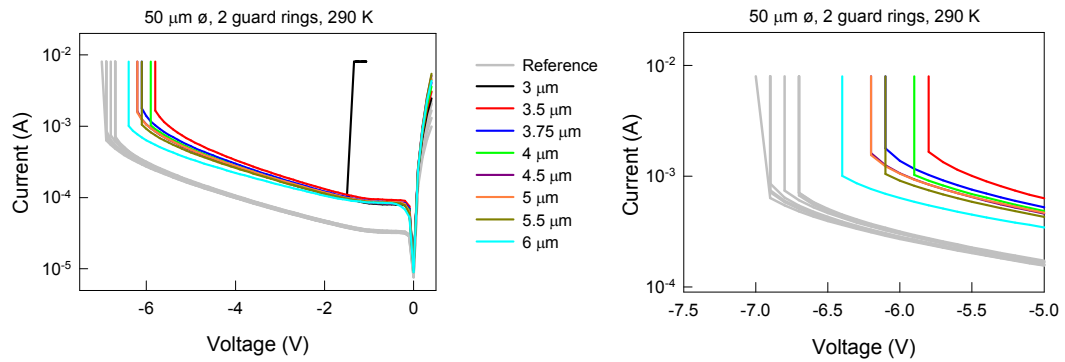 50 μm ø, 2 guard rings, 290 K
10⁻²
10⁻³
10⁻⁴
10⁻⁵
Current (A)
-6
-4
-2
0
Voltage (V)
Reference
3 μm
3.5 μm
3.75 μm
4 μm
4.5 μm
5 μm
5.5 μm
6 μm
50 μm ø, 2 guard rings, 290 K
10⁻²
10⁻³
10⁻⁴
Current (A)
-7.5
-7.0
-6.5
-6.0
-5.5
-5.0
Voltage (V)